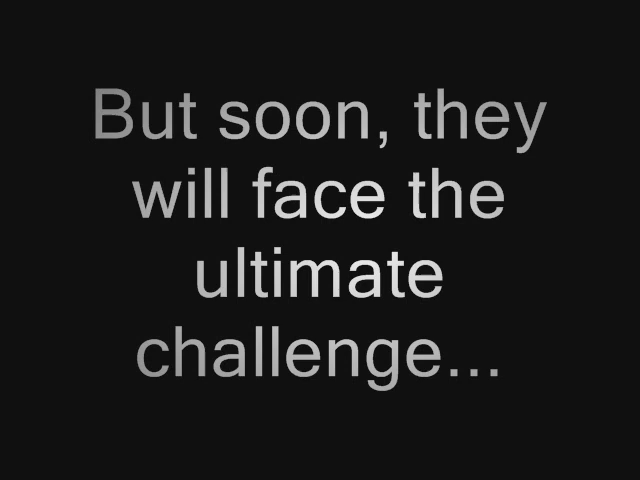 But soon, they
will face the
ultimate
challenge...